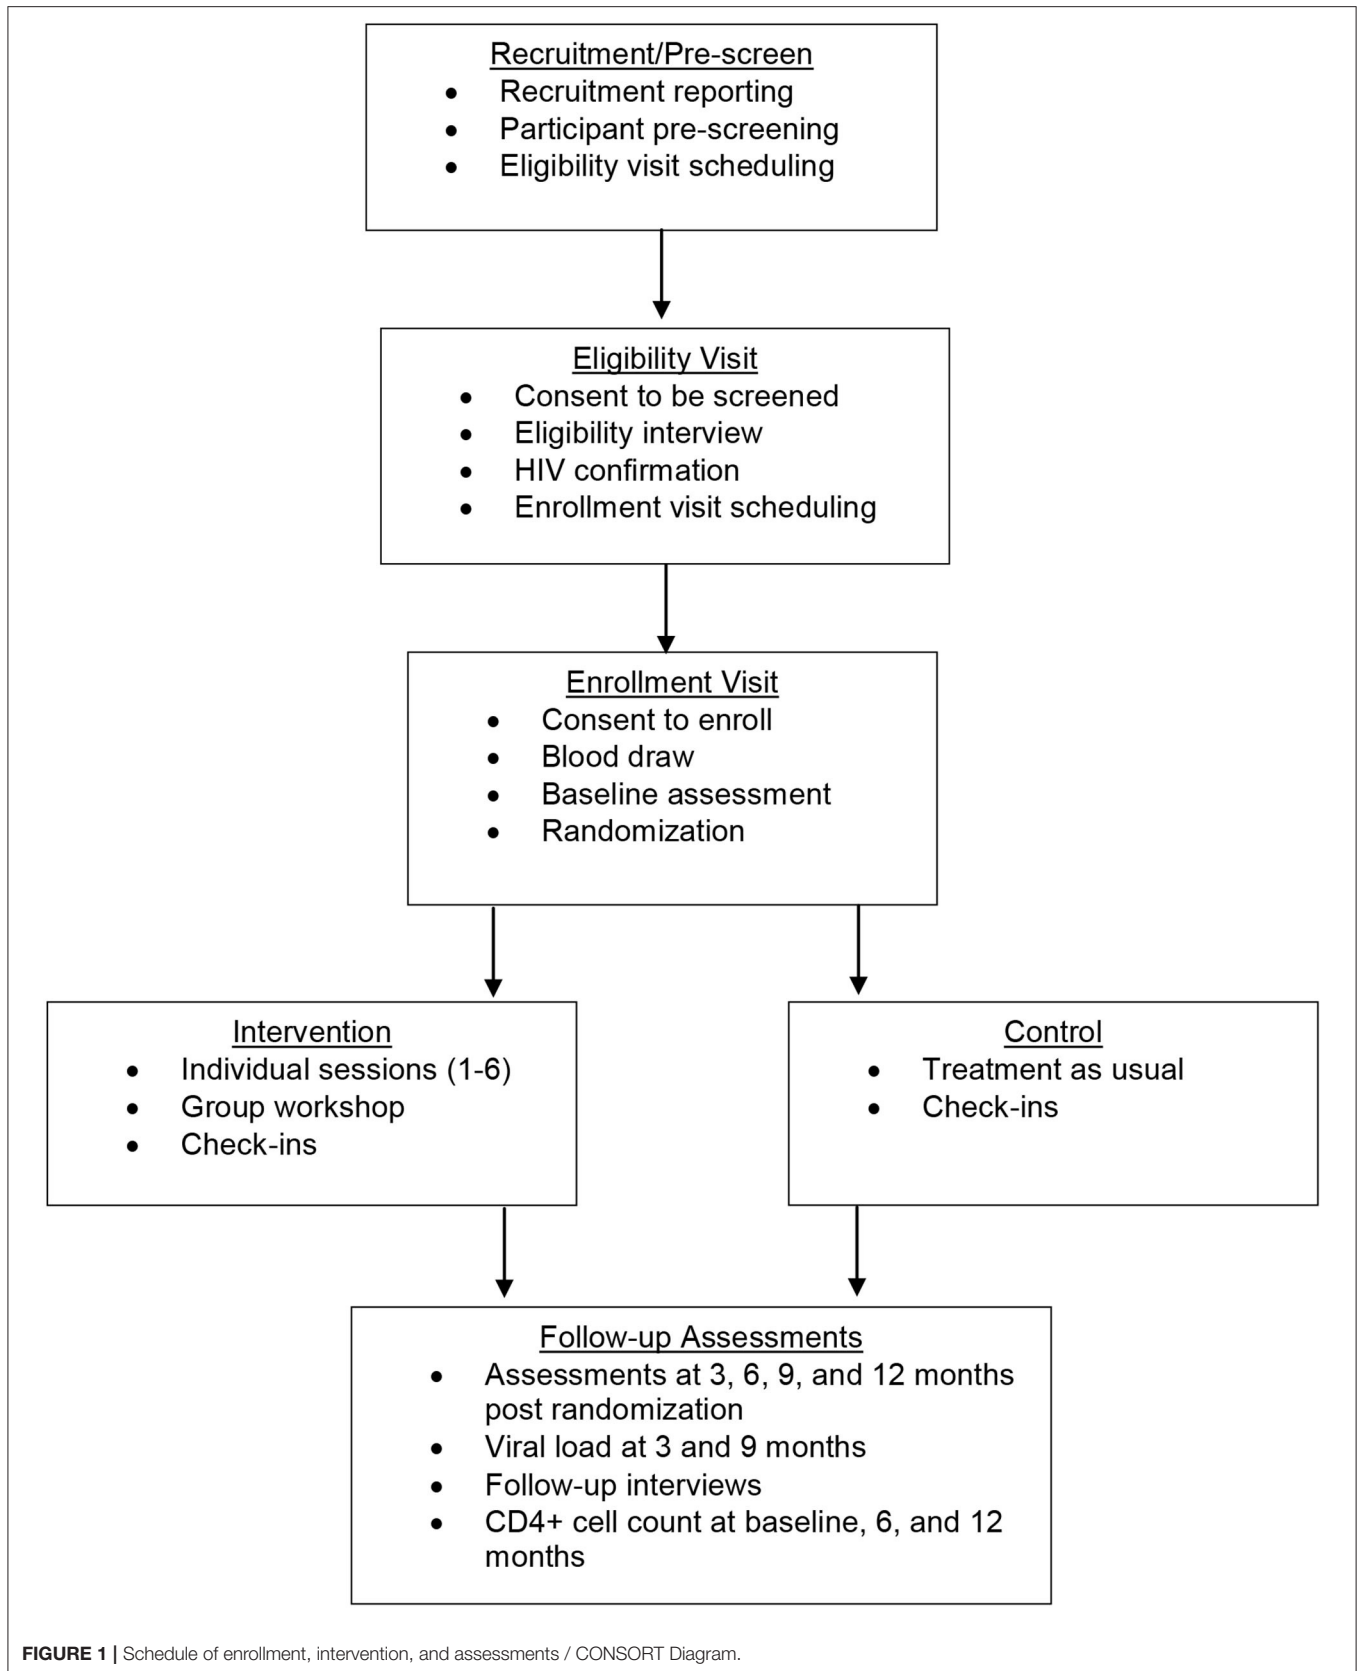 Recruitment/Pre-screen
• Recruitment reporting
• Participant pre-screening
• Eligibility visit scheduling
Eligibility Visit
• Consent to be screened
• Eligibility interview
• HIV confirmation
• Enrollment visit scheduling
Enrollment Visit
• Consent to enroll
• Blood draw
• Baseline assessment
• Randomization
Intervention
• Individual sessions (1-6)
• Group workshop
• Check-ins
Control
• Treatment as usual
• Check-ins
Follow-up Assessments
• Assessments at 3, 6, 9, and 12 months
post randomization
• Viral load at 3 and 9 months
• Follow-up interviews
• CD4+ cell count at baseline, 6, and 12
months
FIGURE 1 | Schedule of enrollment, intervention, and assessments / CONSORT Diagram.